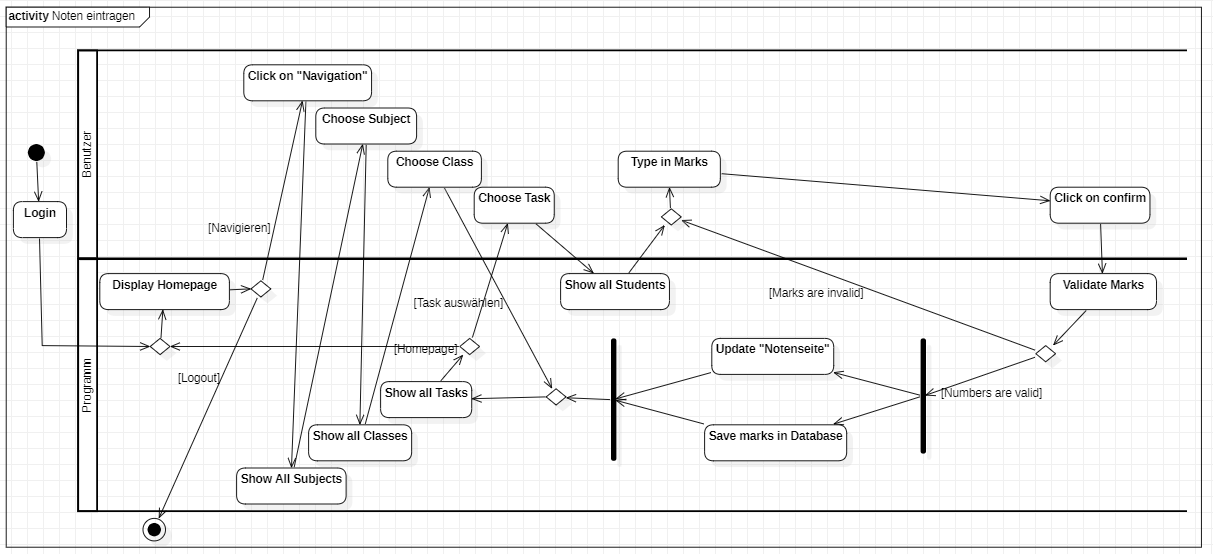 activity Noten eintragen
Click on "Navigation"
Choose Subject
Benutzer
Choose Class
Type in Marks
Choose Task
Click on confirm
Login
[Navigieren]
Display Homepage
Show all Students
Validate Marks
[Marks are invalid]
[Task auswählen]
[Homepage]
Update "Notenseite"
[Logout]
Programm
Show all Tasks
[Numbers are valid]
Show all Classes
Save marks in Database
Show All Subjects